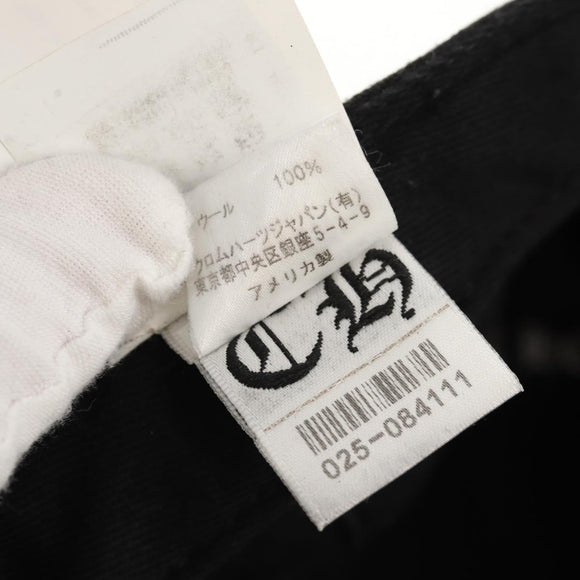 ウール 100%
クロムハーツジャパン(有)
東京都中央区銀座5-4-9
アメリカ製
CH
025-084111